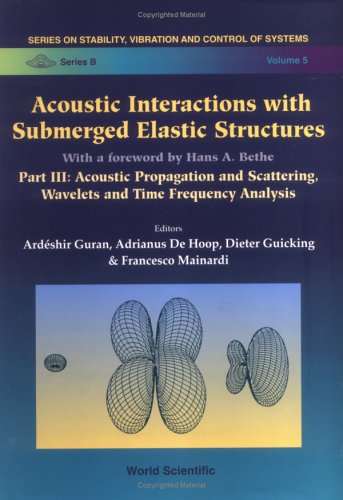 SERIES ON STABILITY, VIBRATION AND CONTROL OF SYSTEMS
Series B
Volume 5
Acoustic Interactions with
Submerged Elastic Structures
With a foreword by Hans A. Bethe
Part III: Acoustic Propagation and Scattering,
Wavelets and Time Frequency Analysis
Editors
Ardéshir Guran, Adrianus De Hoop, Dieter Guicking
& Francesco Mainardi
World Scientific